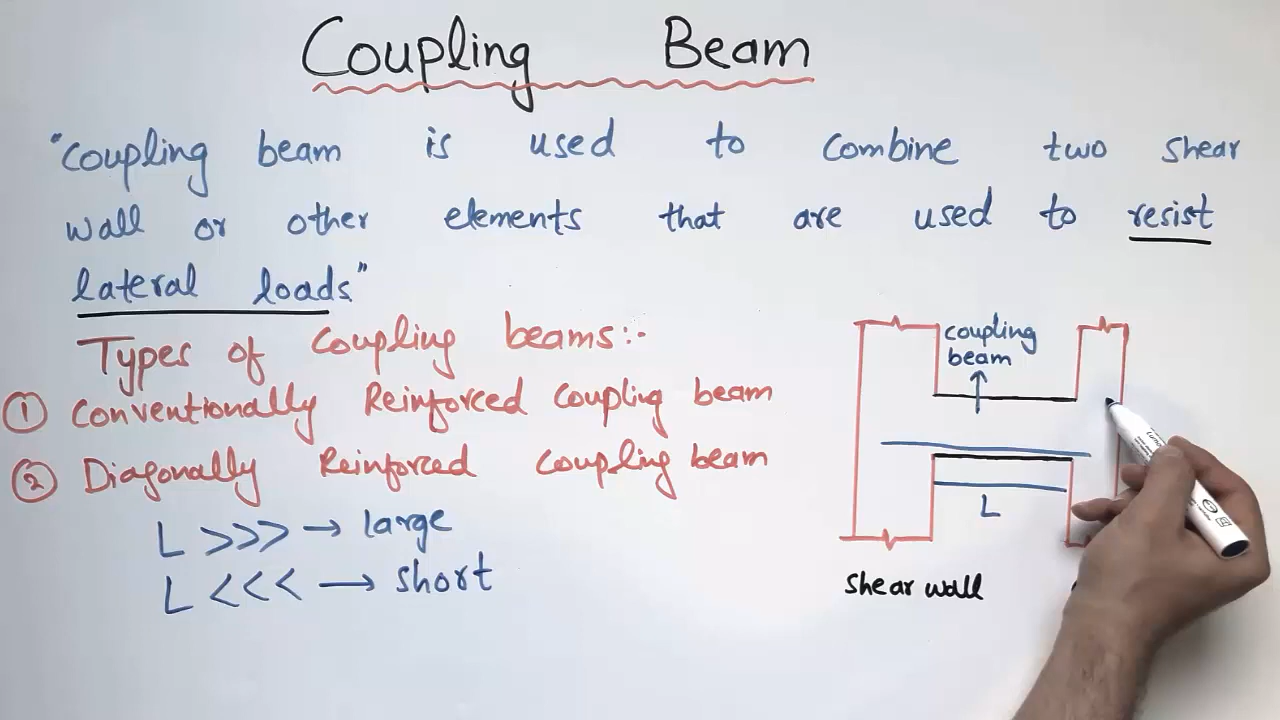 Coupling Beam
"Coupling beam is used to combine two shear
wall or other elements that are used to resist
lateral loads"
Types of Coupling beams:-
① Conventionally Reinforced Coupling beam
② Diagonally Reinforced Coupling beam
L >>> → large
L <<< → short
coupling
beam
L
Shear wall